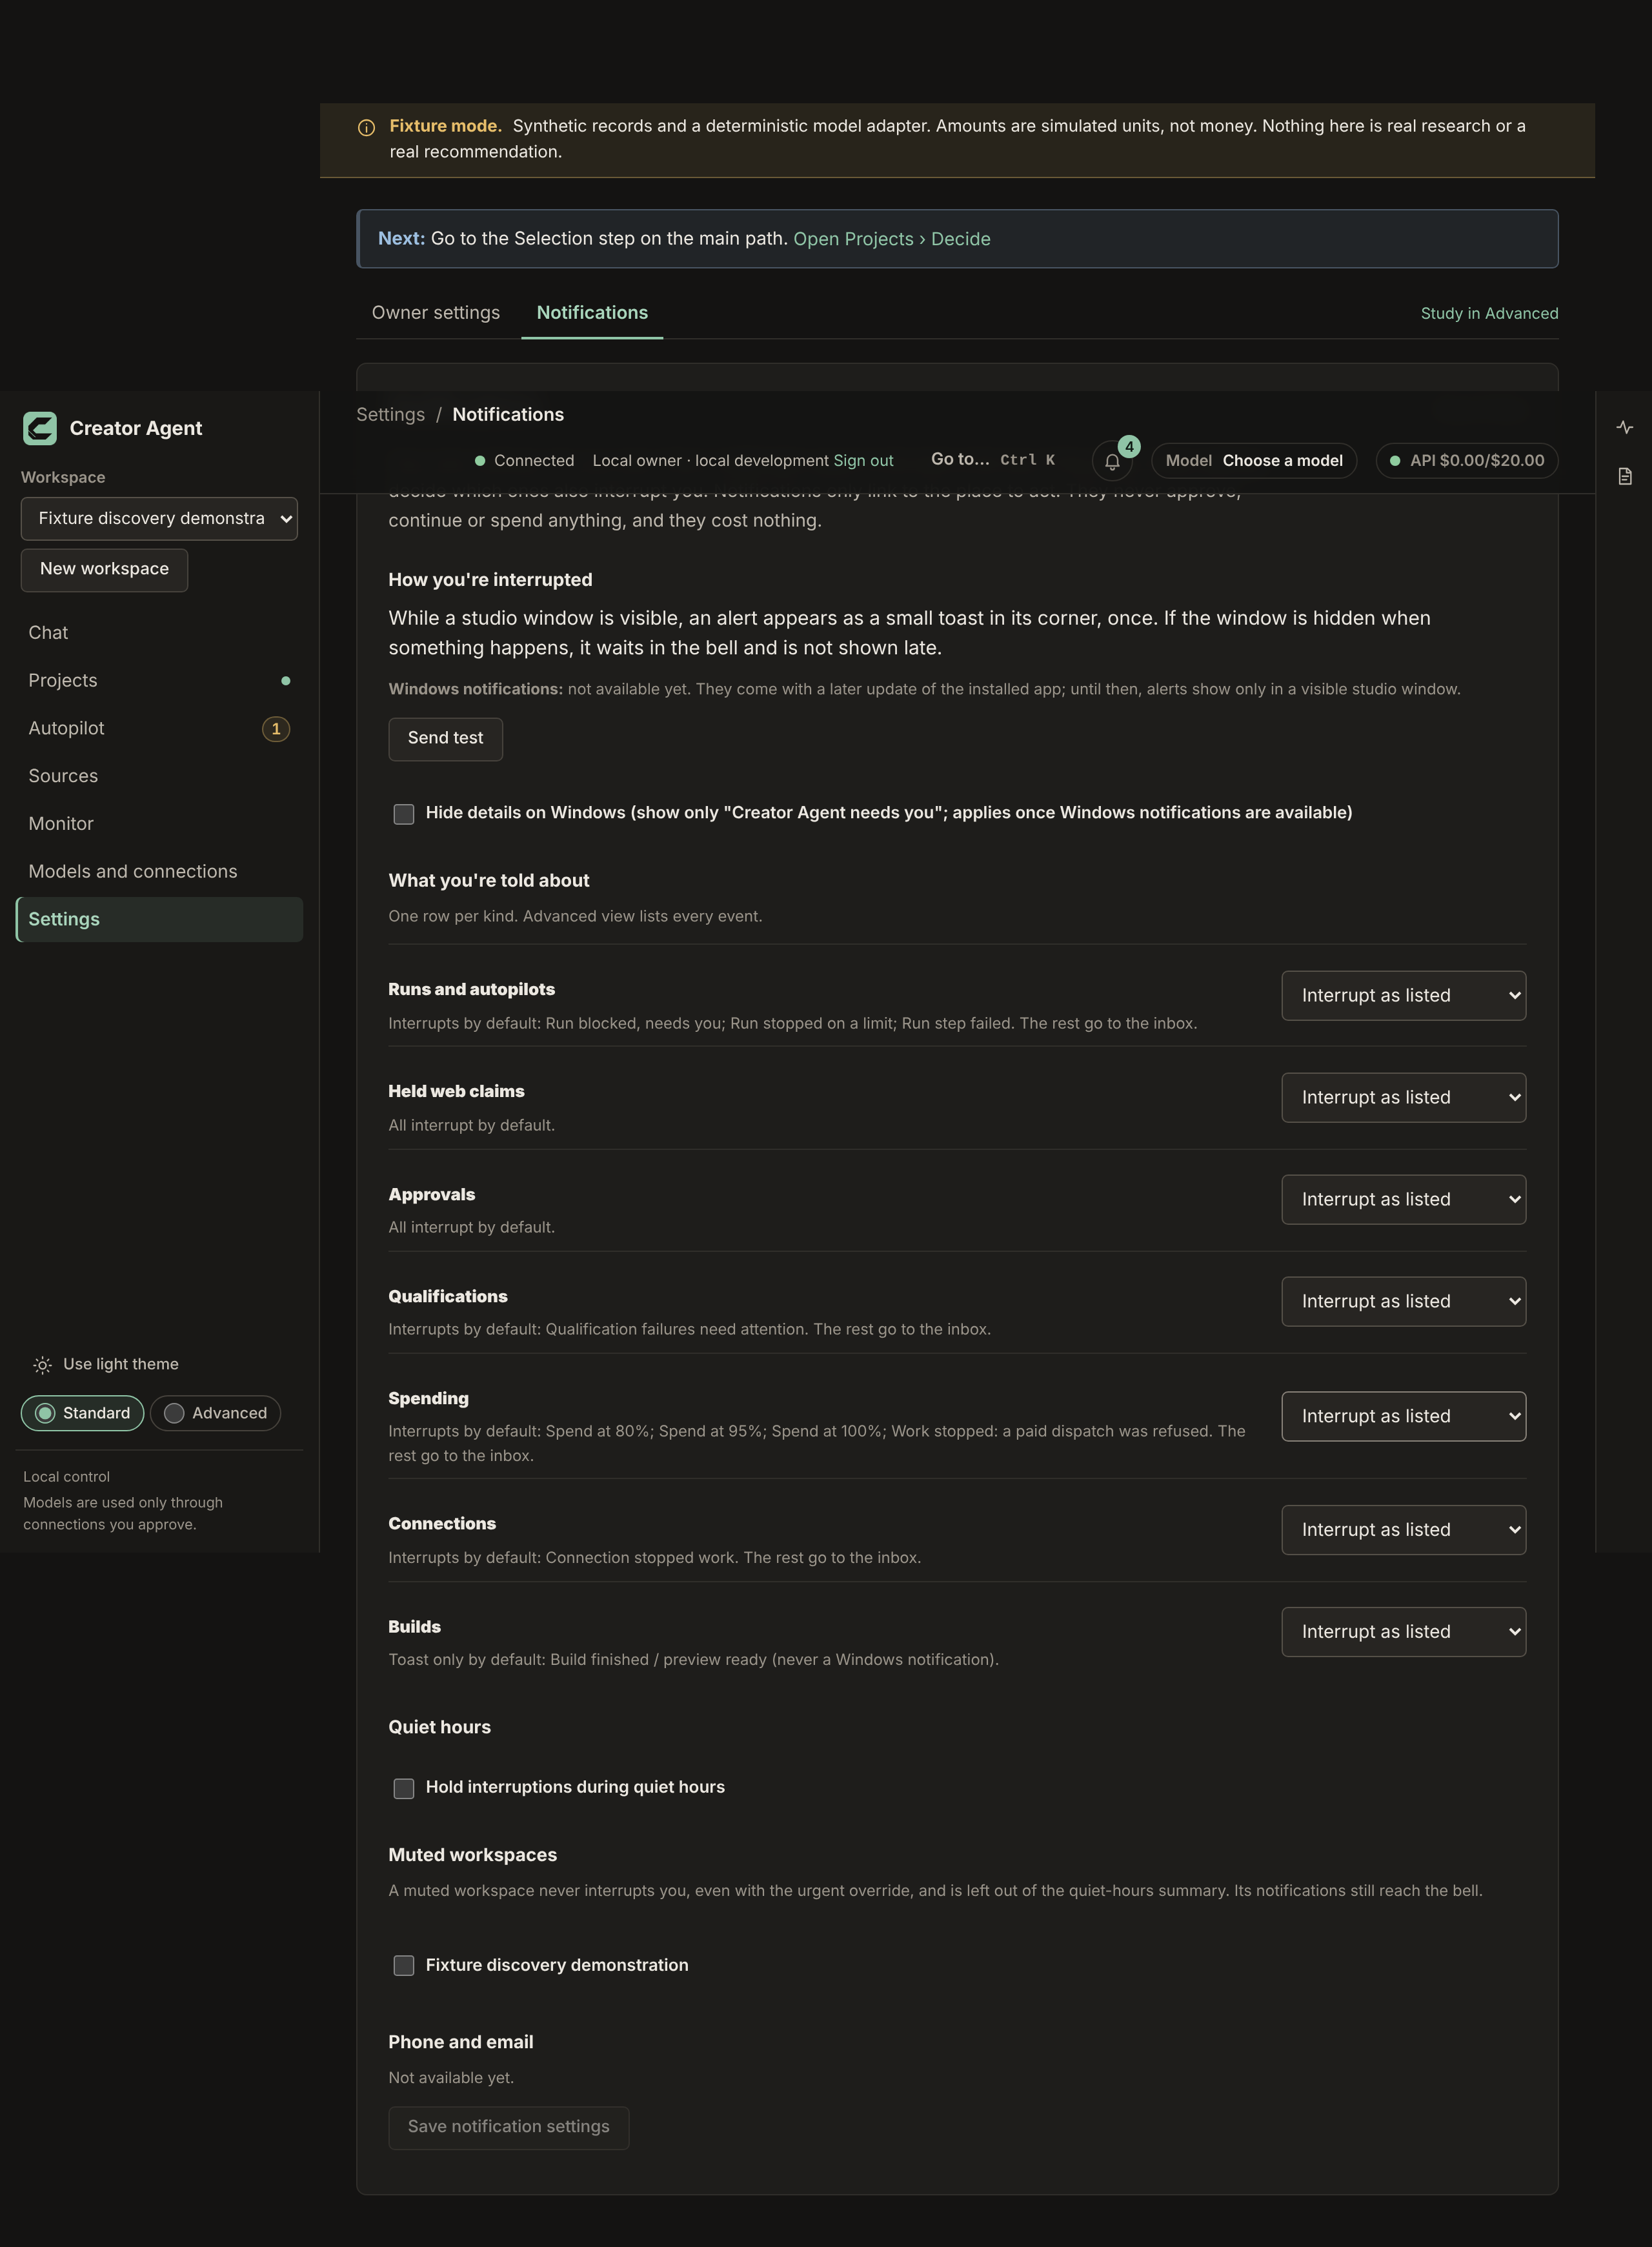 Fixture mode. Synthetic records and a deterministic model adapter. Amounts are simulated units, not money. Nothing here is real research or a
real recommendation.
Next: Go to the Selection step on the main path. Open Projects › Decide
Owner settings
Notifications
Study in Advanced
Creator Agent
Workspace
Fixture discovery demonstra
New workspace
Chat
Projects
Autopilot 1
Sources
Monitor
Models and connections
Settings
Use light theme
Standard
Advanced
Local control
Models are used only through
connections you approve.
Settings / Notifications
Connected
Local owner · local development Sign out
Go to... Ctrl K
4
Model Choose a model
API $0.00/$20.00
decide which ones also interrupt you. Notifications only link to the place to act. They never approve,
continue or spend anything, and they cost nothing.
How you're interrupted
While a studio window is visible, an alert appears as a small toast in its corner, once. If the window is hidden when
something happens, it waits in the bell and is not shown late.
Windows notifications: not available yet. They come with a later update of the installed app; until then, alerts show only in a visible studio window.
Send test
Hide details on Windows (show only "Creator Agent needs you"; applies once Windows notifications are available)
What you're told about
One row per kind. Advanced view lists every event.
Runs and autopilots
Interrupts by default: Run blocked, needs you; Run stopped on a limit; Run step failed. The rest go to the inbox.
Interrupt as listed
Held web claims
All interrupt by default.
Interrupt as listed
Approvals
All interrupt by default.
Interrupt as listed
Qualifications
Interrupts by default: Qualification failures need attention. The rest go to the inbox.
Interrupt as listed
Spending
Interrupts by default: Spend at 80%; Spend at 95%; Spend at 100%; Work stopped: a paid dispatch was refused. The
rest go to the inbox.
Interrupt as listed
Connections
Interrupts by default: Connection stopped work. The rest go to the inbox.
Interrupt as listed
Builds
Toast only by default: Build finished / preview ready (never a Windows notification).
Interrupt as listed
Quiet hours
Hold interruptions during quiet hours
Muted workspaces
A muted workspace never interrupts you, even with the urgent override, and is left out of the quiet-hours summary. Its notifications still reach the bell.
Fixture discovery demonstration
Phone and email
Not available yet.
Save notification settings